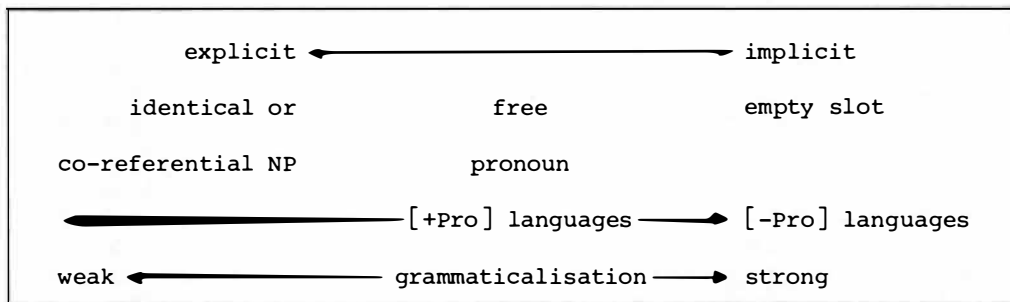 explicit implicit
identical or free empty slot
co-referential NP pronoun
[+Pro] languages [-Pro] languages
weak grammaticalisation strong